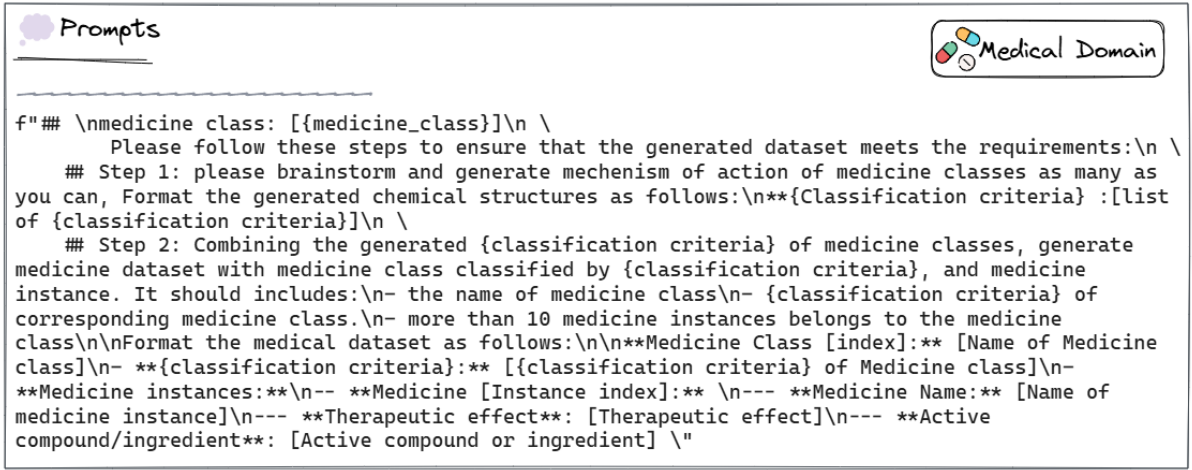 Prompts
Medical Domain
f"## \nmedicine class: [{medicine_class}]\n \
Please follow these steps to ensure that the generated dataset meets the requirements:\n \
## Step 1: please brainstorm and generate mechenism of action of medicine classes as many as
you can, Format the generated chemical structures as follows:\n**{Classification criteria} :[list
of {classification criteria}]\n \
## Step 2: Combining the generated {classification criteria} of medicine classes, generate
medicine dataset with medicine class classified by {classification criteria}, and medicine
instance. It should includes:\n- the name of medicine class\n- {classification criteria} of
corresponding medicine class.\n- more than 10 medicine instances belongs to the medicine
class\n\nFormat the medical dataset as follows:\n\n**Medicine Class [index]:** [Name of Medicine
class]\n- **{classification criteria}:** [{classification criteria} of Medicine class]\n-
**Medicine instances:**\n-- **Medicine [Instance index]:** \n--- **Medicine Name:** [Name of
medicine instance]\n--- **Therapeutic effect**: [Therapeutic effect]\n--- **Active
compound/ingredient**: [Active compound or ingredient] \"